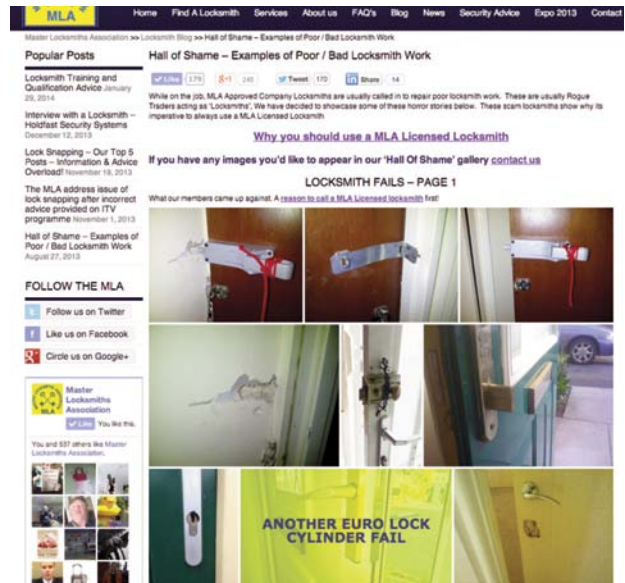 MLA
Home Find A Locksmith Services About us FAQ's Blog News Security Advice Expo 2013 Contact
Master Locksmiths Association >> Locksmith Blog >> Hall of Shame – Examples of Poor / Bad Locksmith Work
Popular Posts
Locksmith Training and
Qualification Advice January
29, 2014
Interview with a Locksmith –
Holdfast Security Systems
December 12, 2013
Lock Snapping – Our Top 5
Posts – Information & Advice
Overload! November 19, 2013
The MLA address issue of
lock snapping after incorrect
advice provided on ITV
programme November 1, 2013
Hall of Shame – Examples of
Poor / Bad Locksmith Work
August 27, 2013
FOLLOW THE MLA
Follow us on Twitter
Like us on Facebook
Circle us on Google+
MLA
Master
Locksmiths
Association
Like You like this.
You and 537 others like Master
Locksmiths Association.
Hall of Shame – Examples of Poor / Bad Locksmith Work
Like 179 +1 Tweet 170 Share 14
While on the job, MLA Approved Company Locksmiths are usually called in to repair poor locksmith work. These are usually Rogue
Traders acting as 'Locksmiths'. We have decided to showcase some of these horror stories below. These scam locksmiths show why its
imperative to always use a MLA Licensed Locksmith
Why you should use a MLA Licensed Locksmith
If you have any images you'd like to appear in our 'Hall Of Shame' gallery contact us
LOCKSMITH FAILS – PAGE 1
What our members came up against. A reason to call a MLA Licensed locksmith first!
ANOTHER EURO LOCK
CYLINDER FAIL